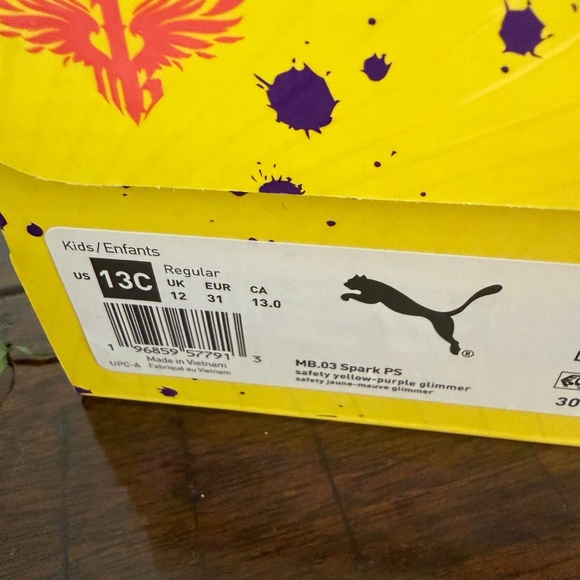 Kids/Enfants
US 13C Regular
UK EUR CA
12 31 13.0
1 96859 57791 3
UPC-A Made in Vietnam
Fabriqué au Vietnam
®
MB.03 Spark PS
safety yellow-purple glimmer
safety jaune-mauve glimmer
30